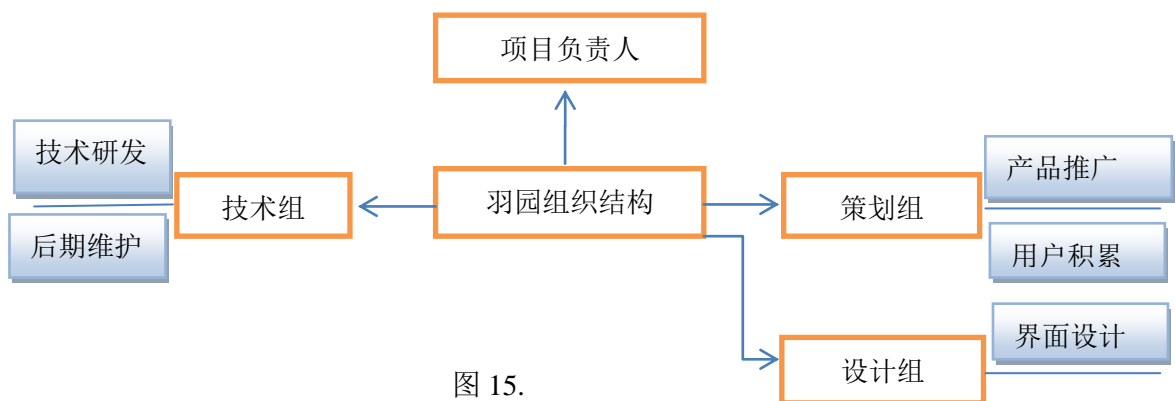 项目负责人
技术研发
技术组
后期维护
羽园组织结构
策划组
产品推广
用户积累
设计组
界面设计
图 15.